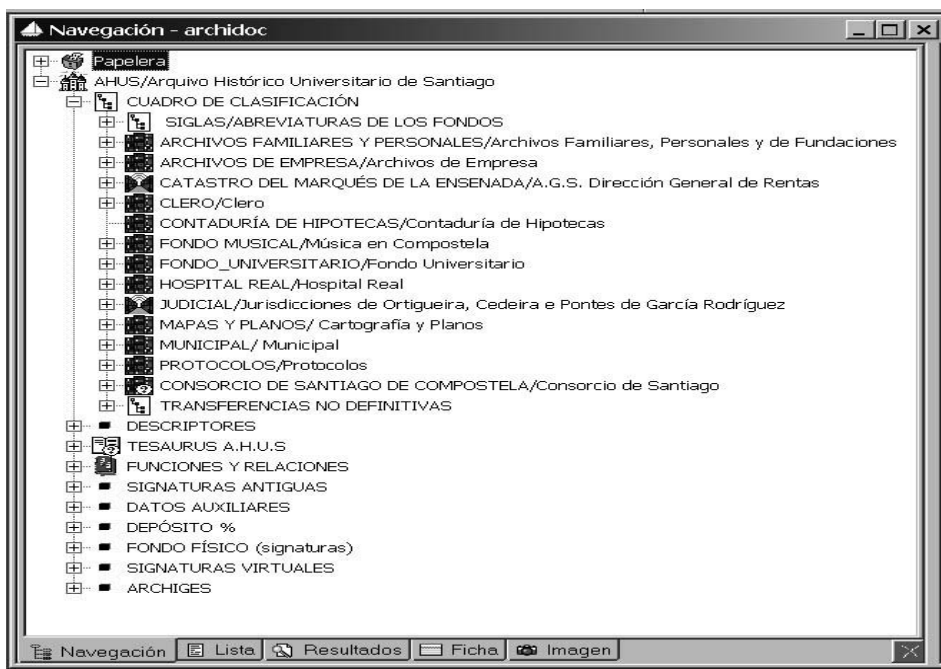 Navegación - archidoc
Papelera
AHUS/Arquivo Histórico Universitario de Santiago
CUADRO DE CLASIFICACIÓN
SIGLAS/ABREVIATURAS DE LOS FONDOS
ARCHIVOS FAMILIARES Y PERSONALES/Archivos Familiares, Personales y de Fundaciones
ARCHIVOS DE EMPRESA/Archivos de Empresa
CATASTRO DEL MARQUÉS DE LA ENSENADA/A.G.S. Dirección General de Rentas
CLERO/Clero
CONTADURÍA DE HIPOTECAS/Contaduría de Hipotecas
FONDO MUSICAL/Música en Compostela
FONDO_UNIVERSITARIO/Fondo Universitario
HOSPITAL REAL/Hospital Real
JUDICIAL/Jurisdicciones de Ortigueira, Cedeira e Pontes de García Rodríguez
MAPAS Y PLANOS/ Cartografía y Planos
MUNICIPAL/ Municipal
PROTOCOLOS/Protocolos
CONSORCIO DE SANTIAGO DE COMPOSTELA/Consorcio de Santiago
TRANSFERENCIAS NO DEFINITIVAS
DESCRIPTORES
TESAURUS A.H.U.S
FUNCIONES Y RELACIONES
SIGNATURAS ANTIGUAS
DATOS AUXILIARES
DEPÓSITO %
FONDO FÍSICO (signaturas)
SIGNATURAS VIRTUALES
ARCHIGES
Navegación Lista Resultados Ficha Imagen